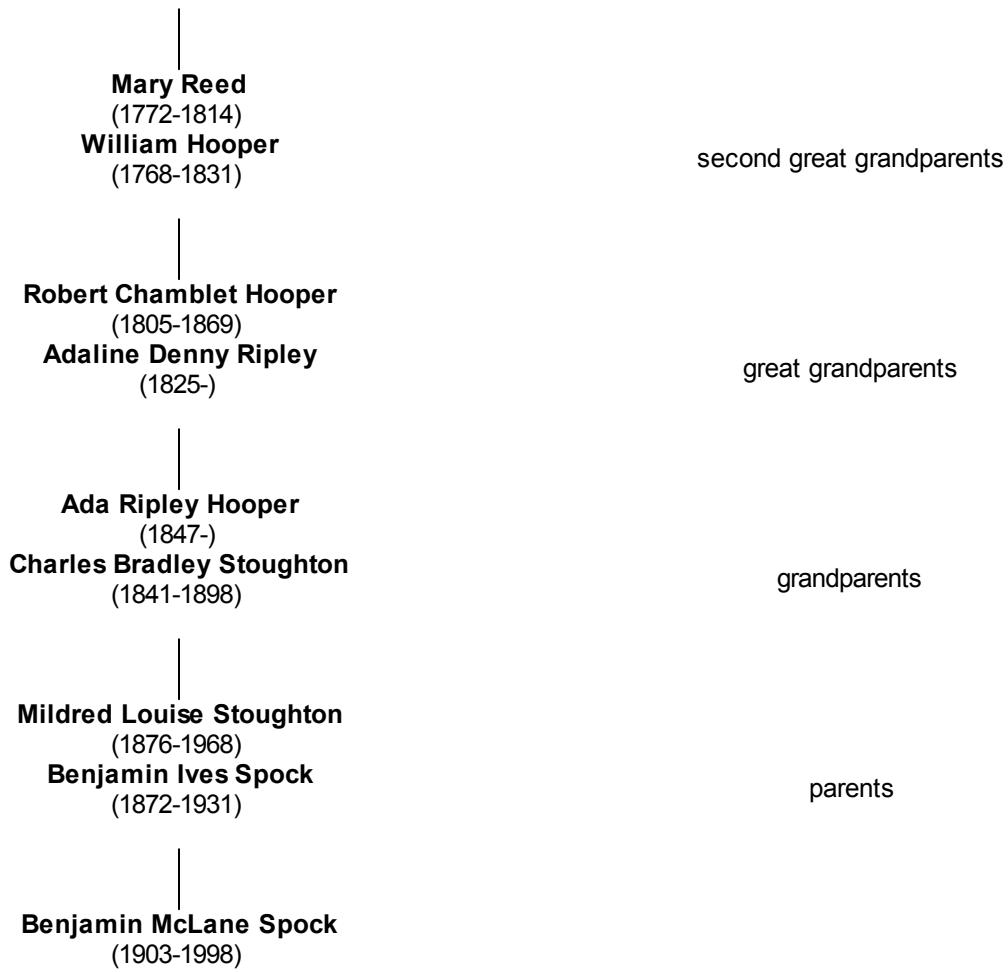 Mary Reed
(1772-1814)
William Hooper
(1768-1831)
second great grandparents
Robert Chamblet Hooper
(1805-1869)
Adaline Denny Ripley
(1825-)
great grandparents
Ada Ripley Hooper
(1847-)
Charles Bradley Stoughton
(1841-1898)
grandparents
Mildred Louise Stoughton
(1876-1968)
Benjamin Ives Spock
(1872-1931)
parents
Benjamin McLane Spock
(1903-1998)